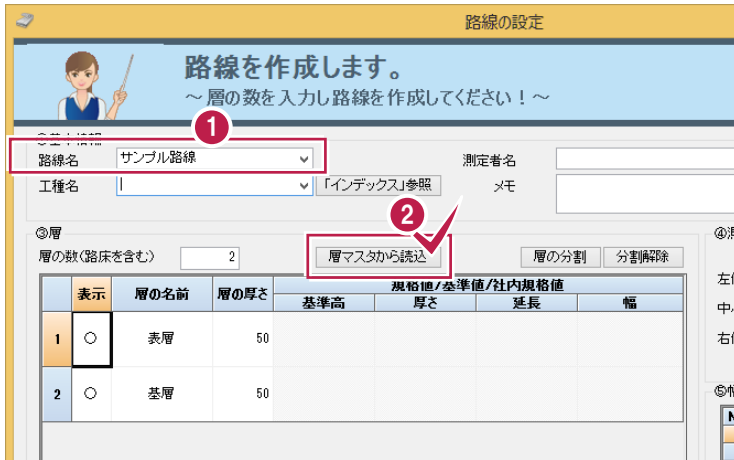 路線の設定
路線を作成します。
～層の数を入力し路線を作成してください！～
1
路線名 サンプル路線 測定者名
工種名 「インデックス」参照 メモ
2
③層
層の数(路床を含む) 2 層マスタから読込 層の分割 分割解除
規格値/基準値/社内規格値
表示 層の名前 層の厚さ 基準高 厚さ 延長 幅
1 ○ 表層 50
2 ○ 基層 50